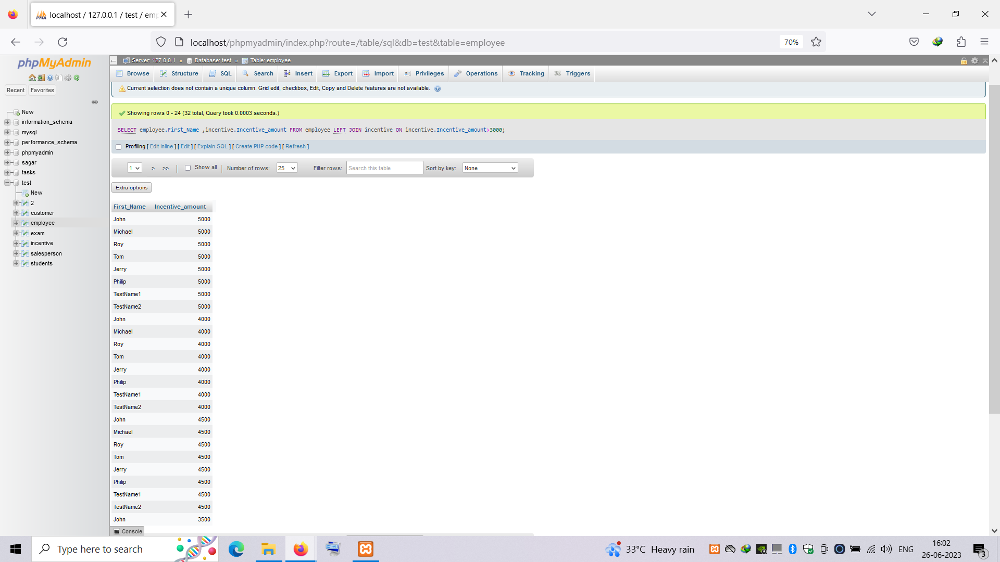 localhost / 127.0.0.1 / test / emp
localhost/phpmyadmin/index.php?route=/table/sql&db=test&table=employee
70%
phpMyAdmin
Recent
Favorites
New
information_schema
mysql
performance_schema
phpmyadmin
sagar
tasks
test
New
2
customer
employee
exam
incentive
salesperson
students
Server: 127.0.0.1 » Database: test » Table: employee
Browse Structure SQL Search Insert Export Import Privileges Operations Tracking Triggers
Current selection does not contain a unique column. Grid edit, checkbox, Edit, Copy and Delete features are not available.
Showing rows 0 - 24 (32 total, Query took 0.0003 seconds.)
SELECT employee.First_Name ,incentive.Incentive_amount FROM employee LEFT JOIN incentive ON incentive.Incentive_amount>3000;
Profiling [ Edit inline ] [ Edit ] [ Explain SQL ] [ Create PHP code ] [ Refresh ]
1 > >> Show all Number of rows: 25 Filter rows: Search this table Sort by key: None
Extra options
First_Name Incentive_amount
John 5000
Michael 5000
Roy 5000
Tom 5000
Jerry 5000
Philip 5000
TestName1 5000
TestName2 5000
John 4000
Michael 4000
Roy 4000
Tom 4000
Jerry 4000
Philip 4000
TestName1 4000
TestName2 4000
John 4500
Michael 4500
Roy 4500
Tom 4500
Jerry 4500
Philip 4500
TestName1 4500
TestName2 4500
John 3500
Console
Type here to search
33°C Heavy rain
ENG
16:02
26-06-2023
3